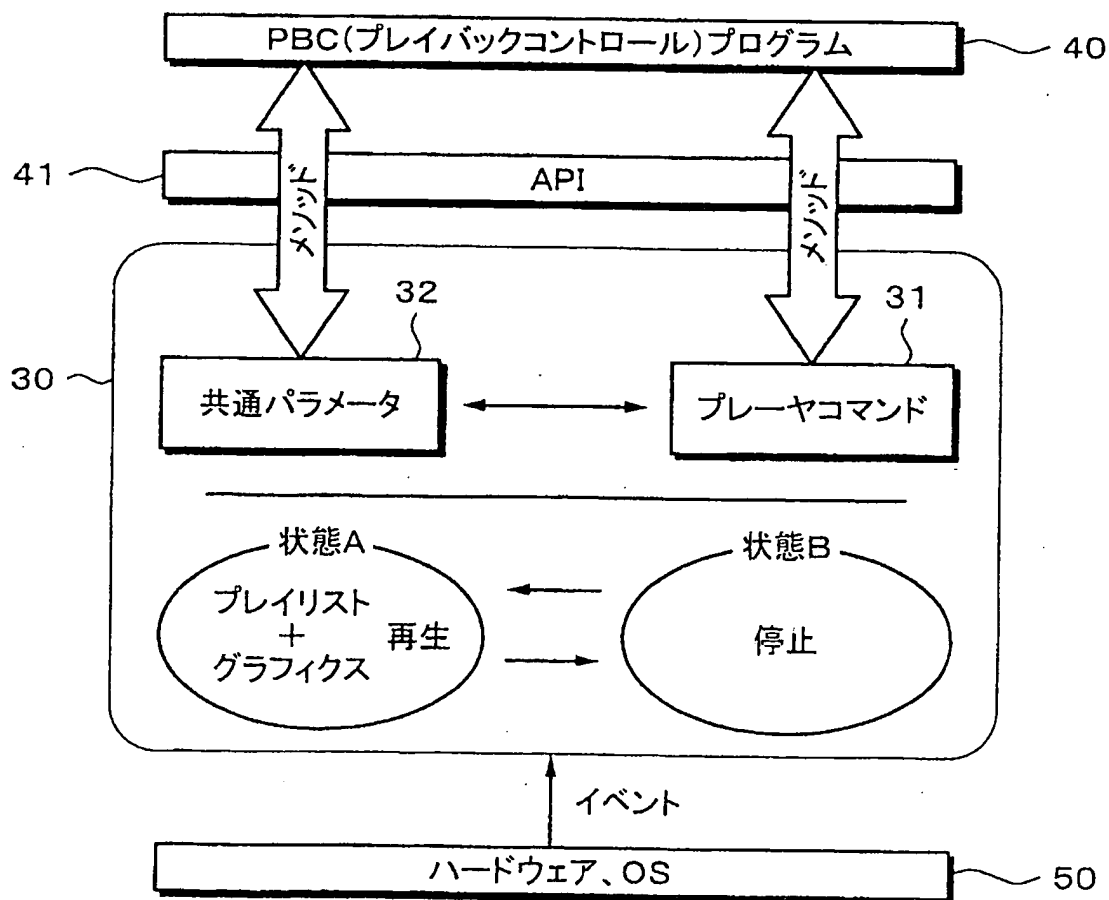 PBC(プレイバックコントロール)プログラム
40
41
API
メソッド
メソッド
32
31
30
共通パラメータ
プレーヤコマンド
状態A
状態B
プレイリスト
+
再生
グラフィクス
停止
イベント
ハードウェア、OS
50